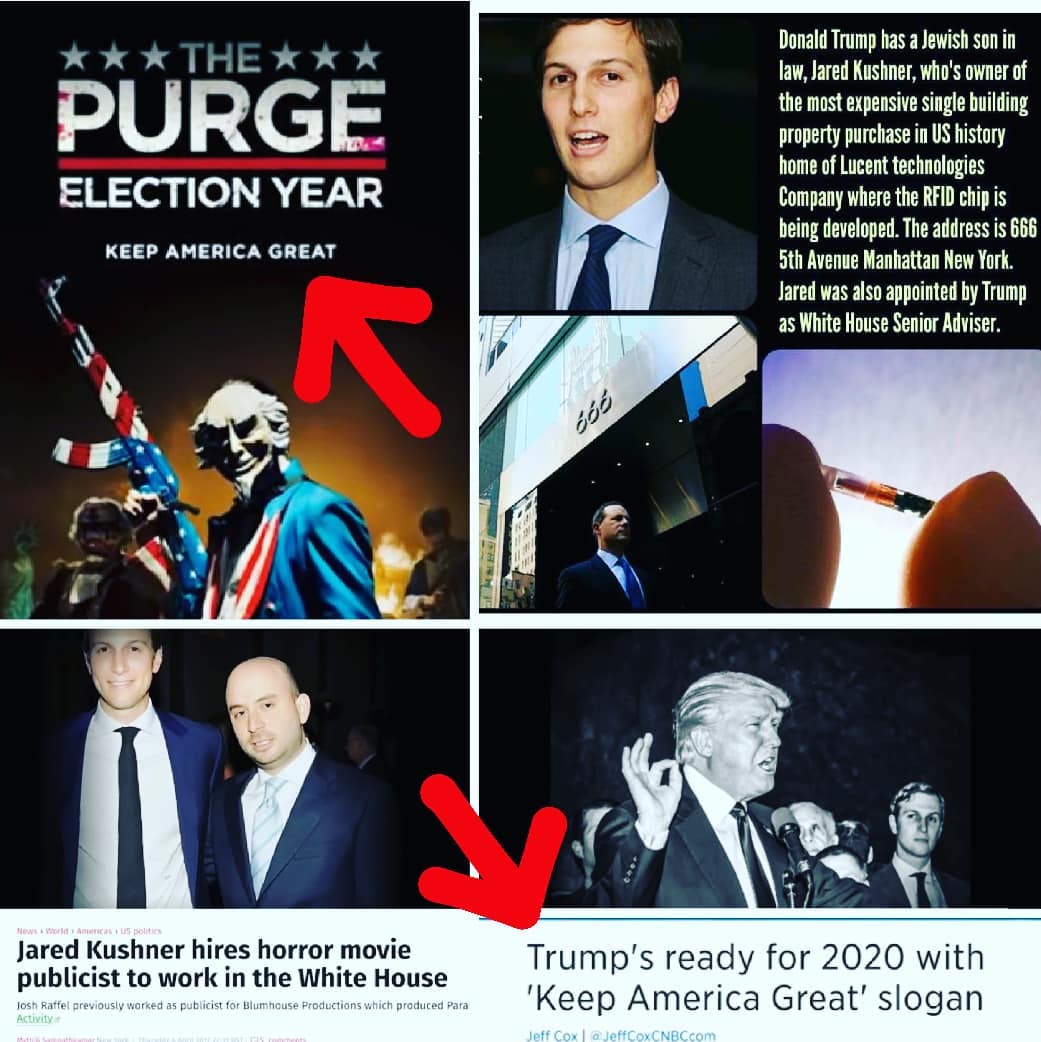 THE
PURGE
ELECTION YEAR
KEEP AMERICA GREAT
Donald Trump has a Jewish son in
law, Jared Kushner, who's owner of
the most expensive single building
property purchase in US history
home of Lucent technologies
Company where the RFID chip is
being developed. The address is 666
5th Avenue Manhattan New York.
Jared was also appointed by Trump
as White House Senior Adviser.
666
News › World › Americas › US politics
Jared Kushner hires horror movie
publicist to work in the White House
Josh Raffel previously worked as publicist for Blumhouse Productions which produced Para
Activity
Trump's ready for 2020 with
'Keep America Great' slogan
Jeff Cox | @JeffCoxCNBCcom